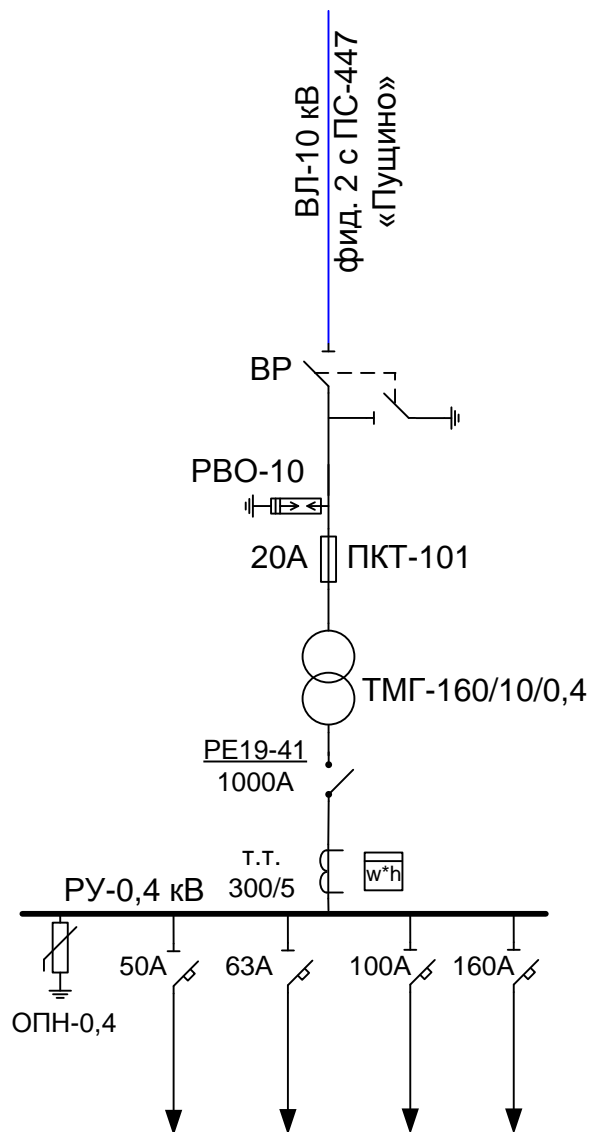 ВЛ-10 кВ
фид. 2 с ПС-447
«Пущино»
ВР
РВО-10
20А ПКТ-101
ТМГ-160/10/0,4
РЕ19-41
1000А
т.т.
300/5
w*h
РУ-0,4 кВ
50А 63А 100А 160А
ОПН-0,4